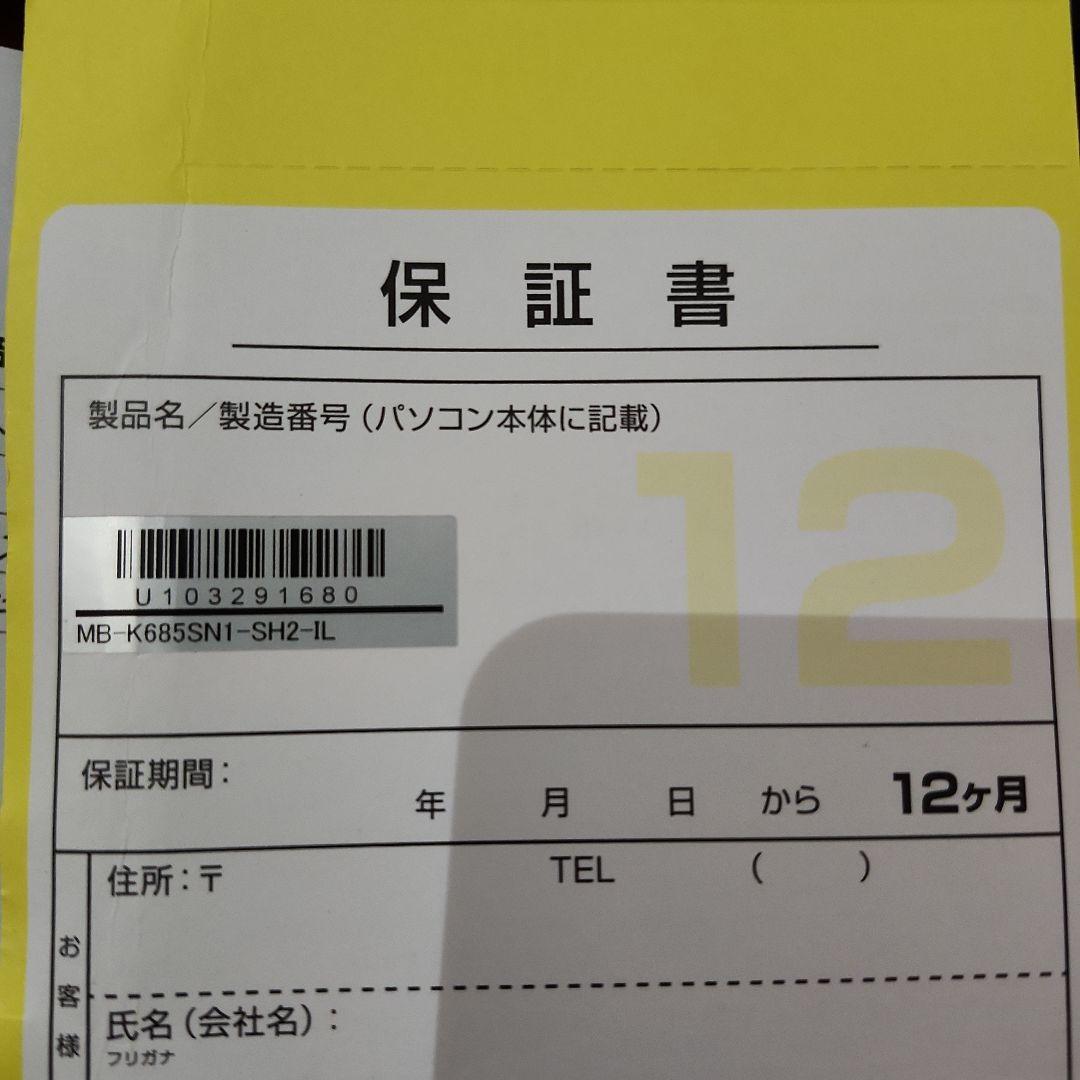 保証書
製品名／製造番号（パソコン本体に記載）
12
U103291680
MB-K685SN1-SH2-IL
保証期間： 年 月 日 から 12ヶ月
住所：〒 TEL ( )
お客様
氏名（会社名）：
フリガナ